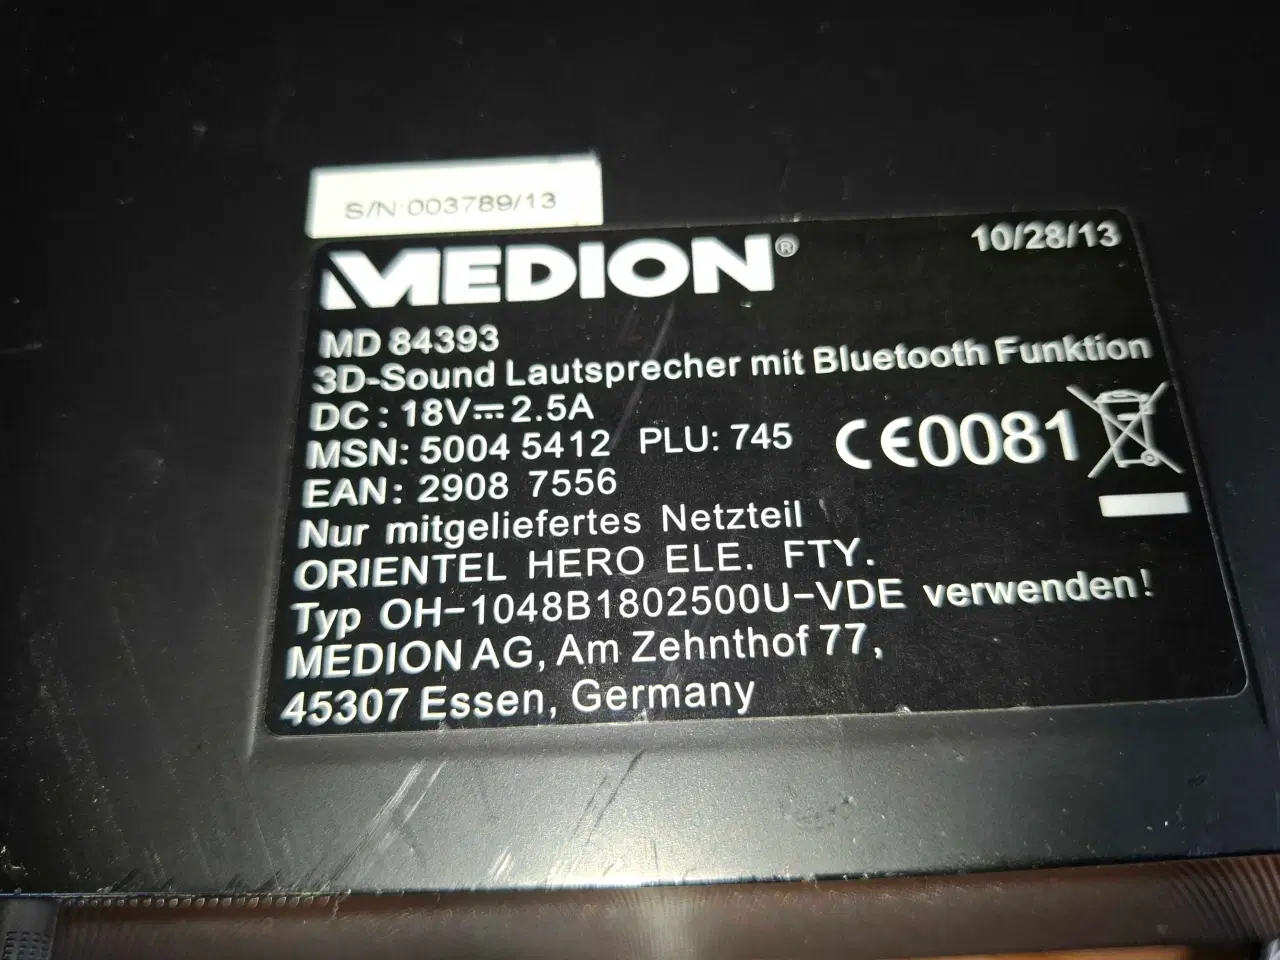 S/N:003789/13
MEDION®
10/28/13
MD 84393
3D-Sound Lautsprecher mit Bluetooth Funktion
DC : 18V⎓2.5A
MSN: 5004 5412 PLU: 745
CE0081
EAN: 2908 7556
Nur mitgeliefertes Netzteil
ORIENTEL HERO ELE. FTY.
Typ OH-1048B1802500U-VDE verwenden!
MEDION AG, Am Zehnthof 77,
45307 Essen, Germany